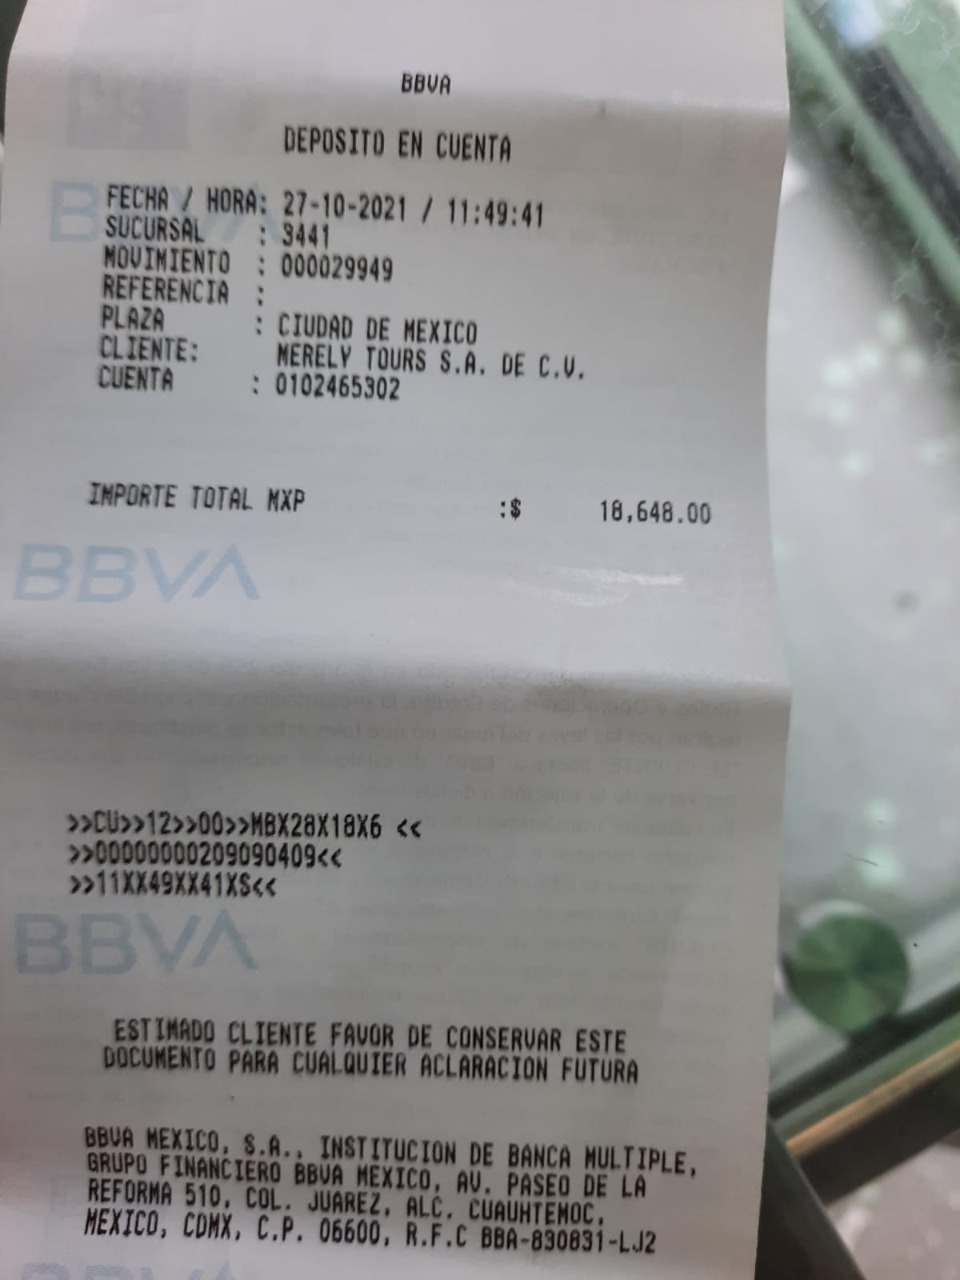 BBVA
DEPOSITO EN CUENTA
FECHA / HORA: 27-10-2021 / 11:49:41
SUCURSAL : 3441
MOVIMIENTO : 000029949
REFERENCIA :
PLAZA : CIUDAD DE MEXICO
CLIENTE: MERELY TOURS S.A. DE C.V.
CUENTA : 0102465302
IMPORTE TOTAL MXP :$ 18,648.00
BBVA
>>CU>>12>>00>>MBX28X18X6 <<
>>00000000209090409<<
>>11XX49XX41XS<<
BBVA
ESTIMADO CLIENTE FAVOR DE CONSERVAR ESTE
DOCUMENTO PARA CUALQUIER ACLARACION FUTURA
BBVA MEXICO, S.A., INSTITUCION DE BANCA MULTIPLE,
GRUPO FINANCIERO BBVA MEXICO, AV. PASEO DE LA
REFORMA 510, COL. JUAREZ, ALC. CUAUHTEMOC,
MEXICO, CDMX, C.P. 06600, R.F.C BBA-830831-LJ2
BBVA